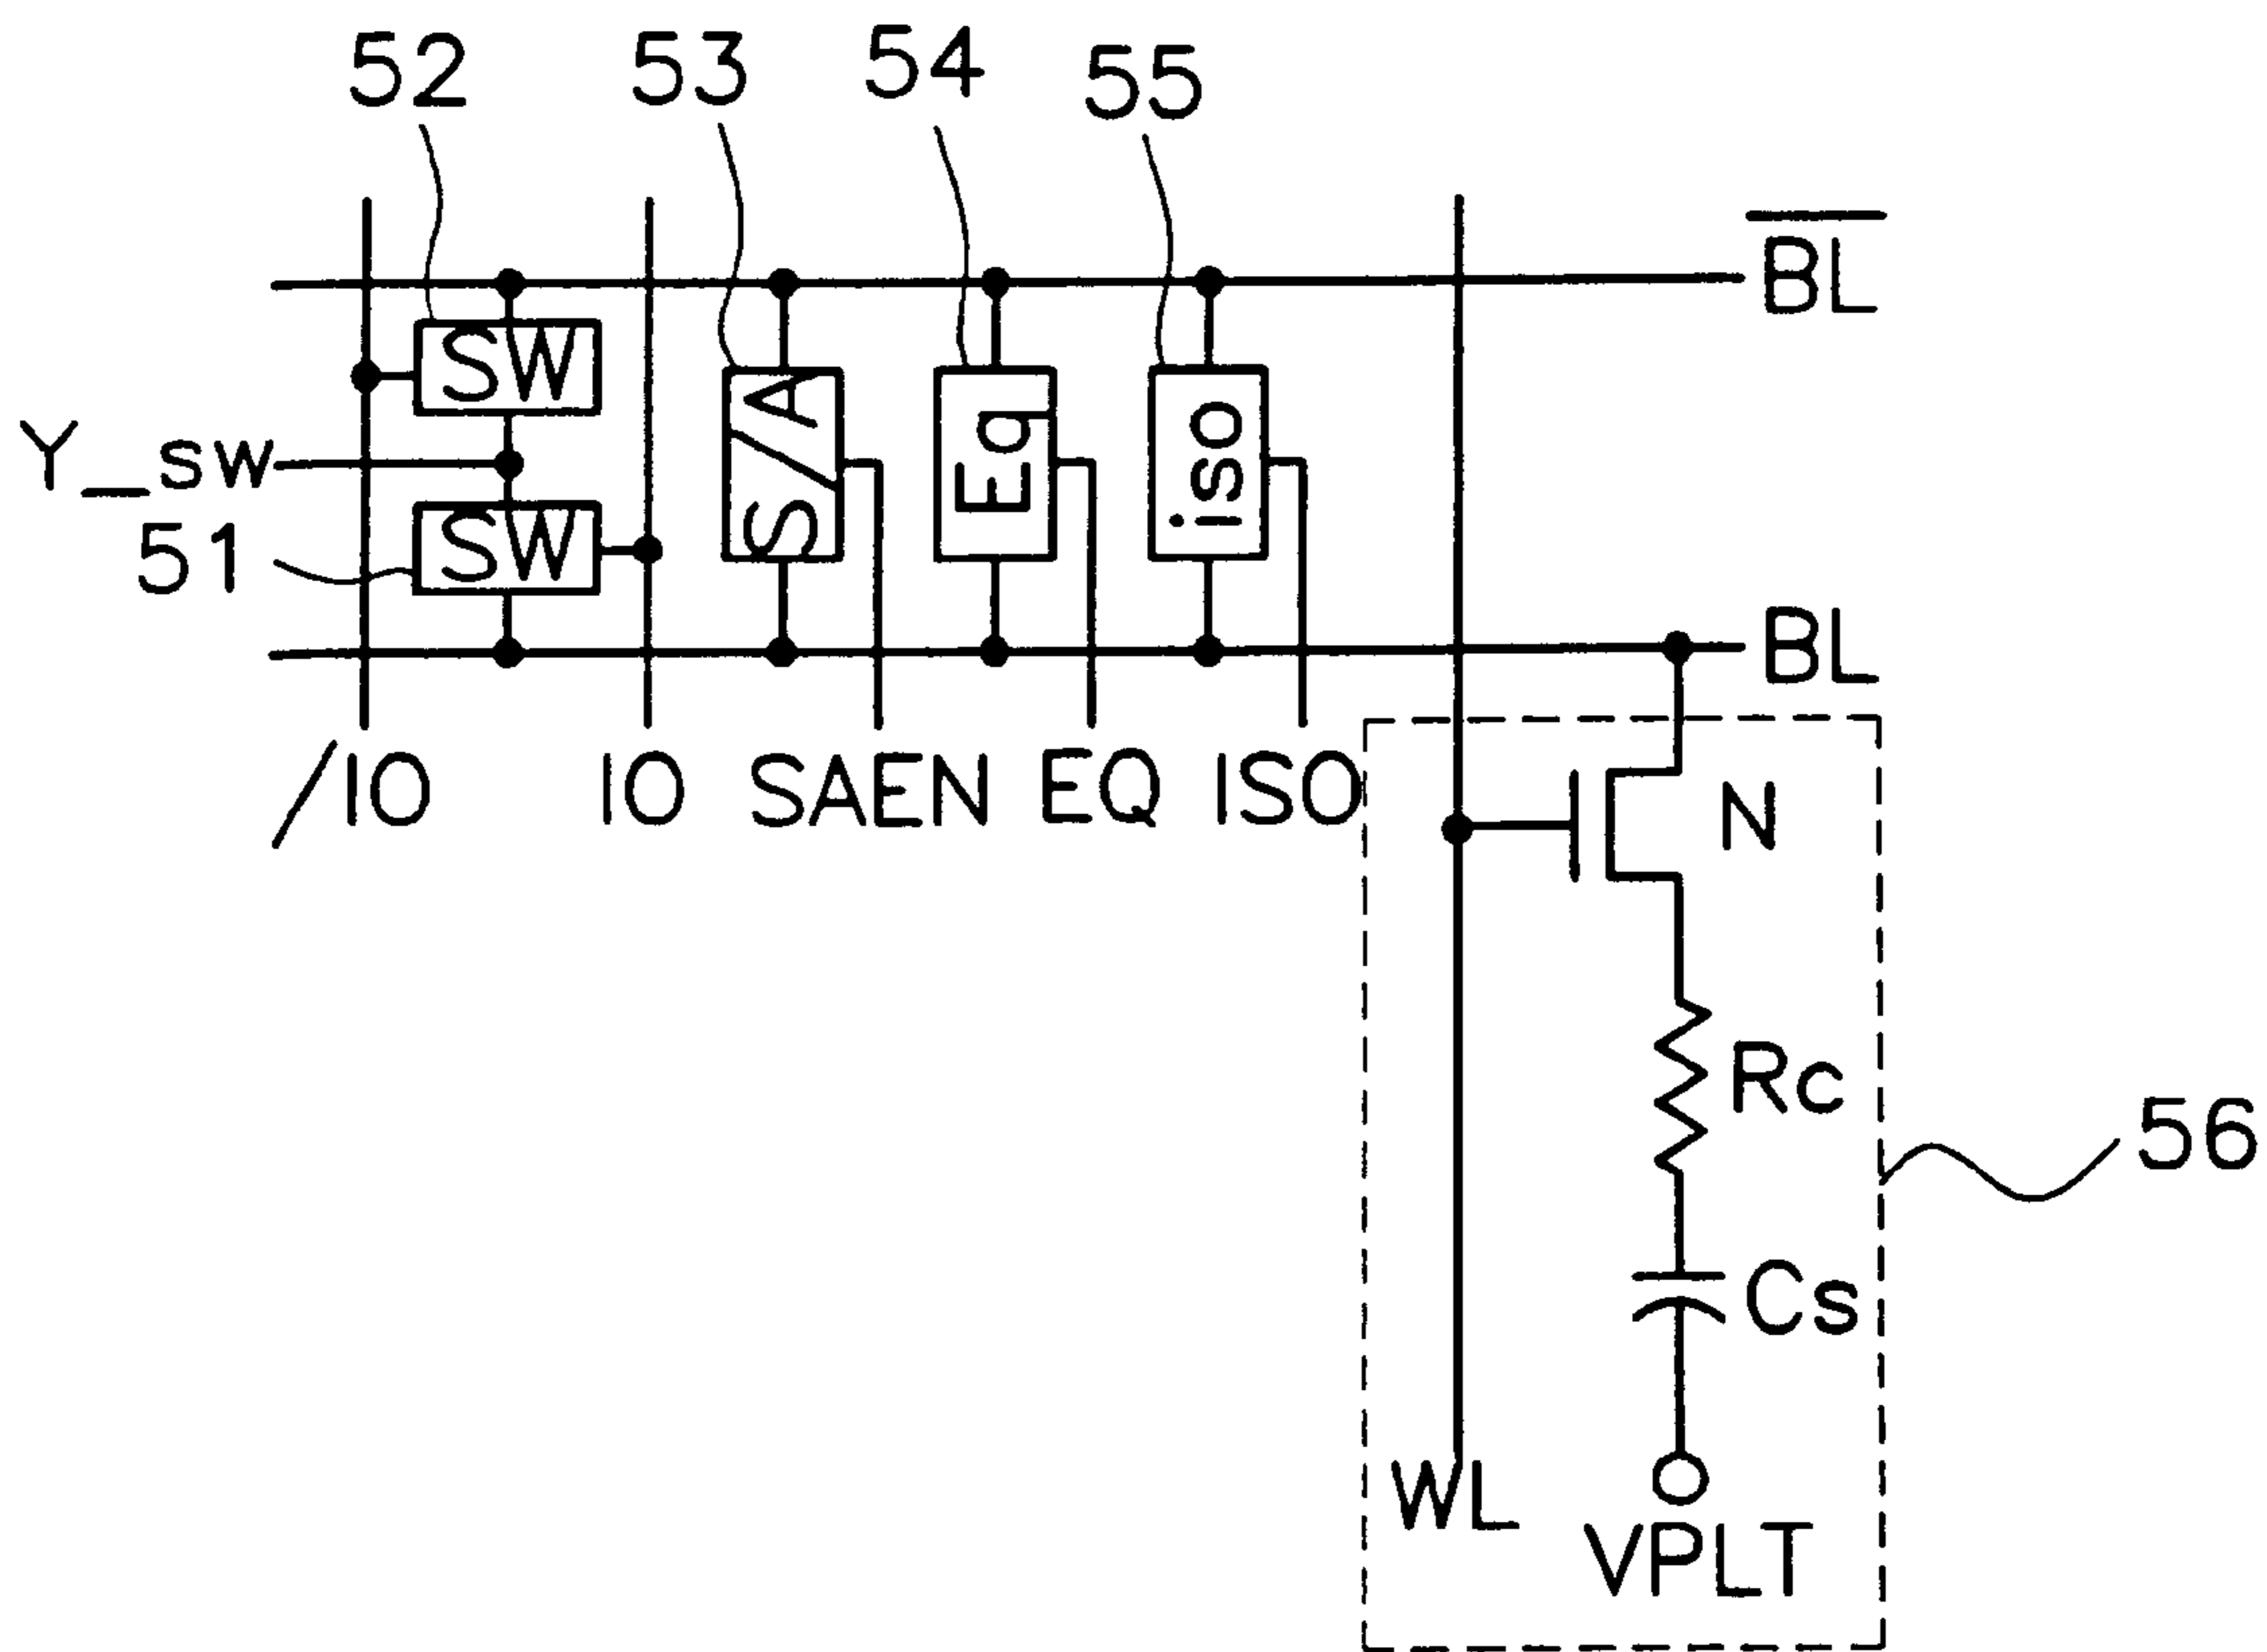 52
53
54
55
BL
SW
Y_sw
SW
51
S/A
Eq
iso
BL
/IO
IO
SAEN
EQ
ISO
N
Rc
56
Cs
WL
VPLT